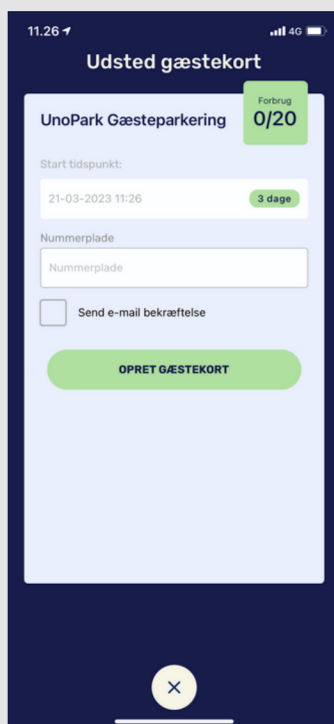 11.26 4G
Udsted gæstekort
Forbrug
UnoPark Gæsteparkering 0/20
Start tidspunkt:
21-03-2023 11:26 3 dage
Nummerplade
Nummerplade
Send e-mail bekræftelse
OPRET GÆSTEKORT